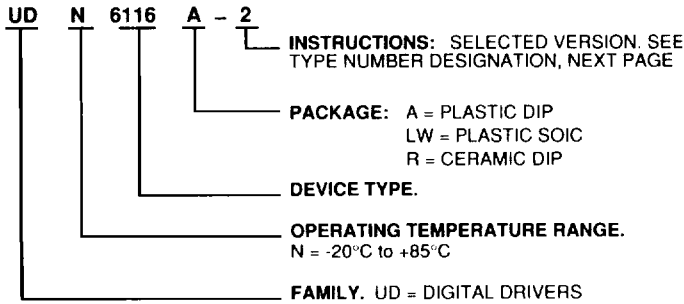 UD N 6116 A - 2
INSTRUCTIONS: SELECTED VERSION. SEE
TYPE NUMBER DESIGNATION, NEXT PAGE
PACKAGE: A = PLASTIC DIP
LW = PLASTIC SOIC
R = CERAMIC DIP
DEVICE TYPE.
OPERATING TEMPERATURE RANGE.
N = -20°C to +85°C
FAMILY. UD = DIGITAL DRIVERS